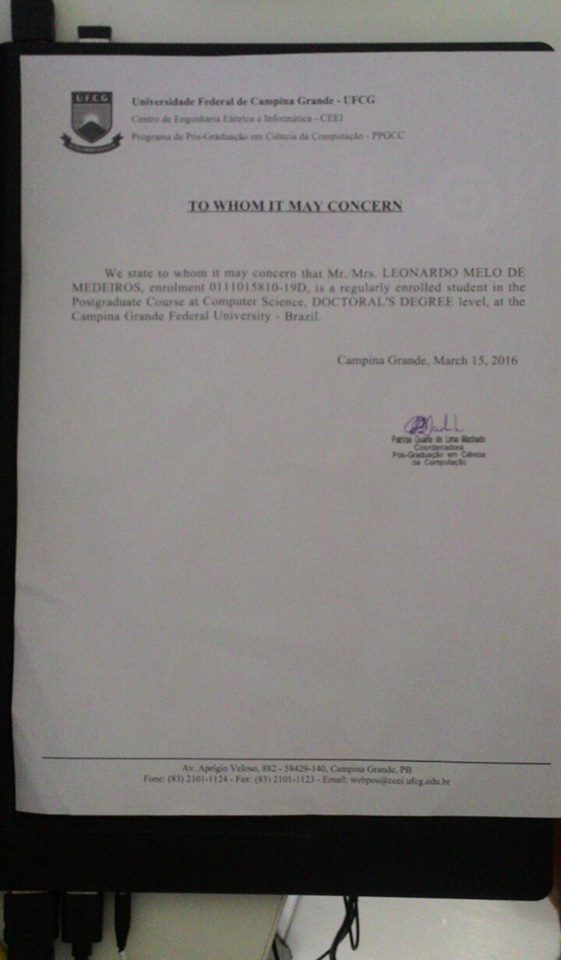 UFCG
Universidade Federal de Campina Grande - UFCG
Centro de Engenharia Elétrica e Informática - CEEI
Programa de Pós-Graduação em Ciência da Computação - PPGCC
TO WHOM IT MAY CONCERN
We state to whom it may concern that Mr./Mrs. LEONARDO MELO DE
MEDEIROS, enrolment 0111015810-19D, is a regularly enrolled student in the
Postgraduate Course at Computer Science, DOCTORAL'S DEGREE level, at the
Campina Grande Federal University - Brazil.
Campina Grande, March 15, 2016
Patricia Duarte de Lima Machado
Coordenadora
Pós-Graduação em Ciência
da Computação
Av. Aprígio Veloso, 882 - 58429-140, Campina Grande, PB
Fone: (83) 2101-1124 - Fax: (83) 2101-1123 - Email: webpos@ceei.ufcg.edu.br